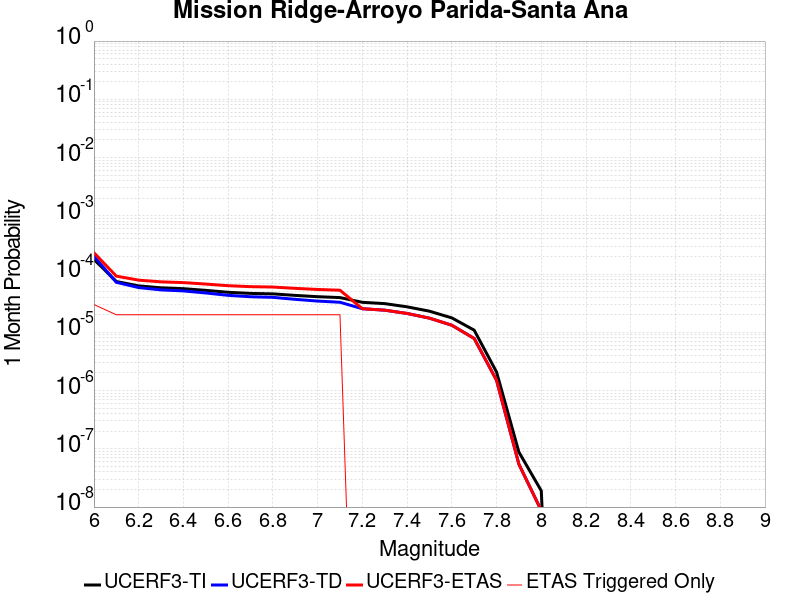 Mission Ridge-Arroyo Parida-Santa Ana
1 Month Probability
10^0
10^-1
10^-2
10^-3
10^-4
10^-5
10^-6
10^-7
10^-8
6 6.2 6.4 6.6 6.8 7 7.2 7.4 7.6 7.8 8 8.2 8.4 8.6 8.8 9
Magnitude
UCERF3-TI UCERF3-TD UCERF3-ETAS ETAS Triggered Only